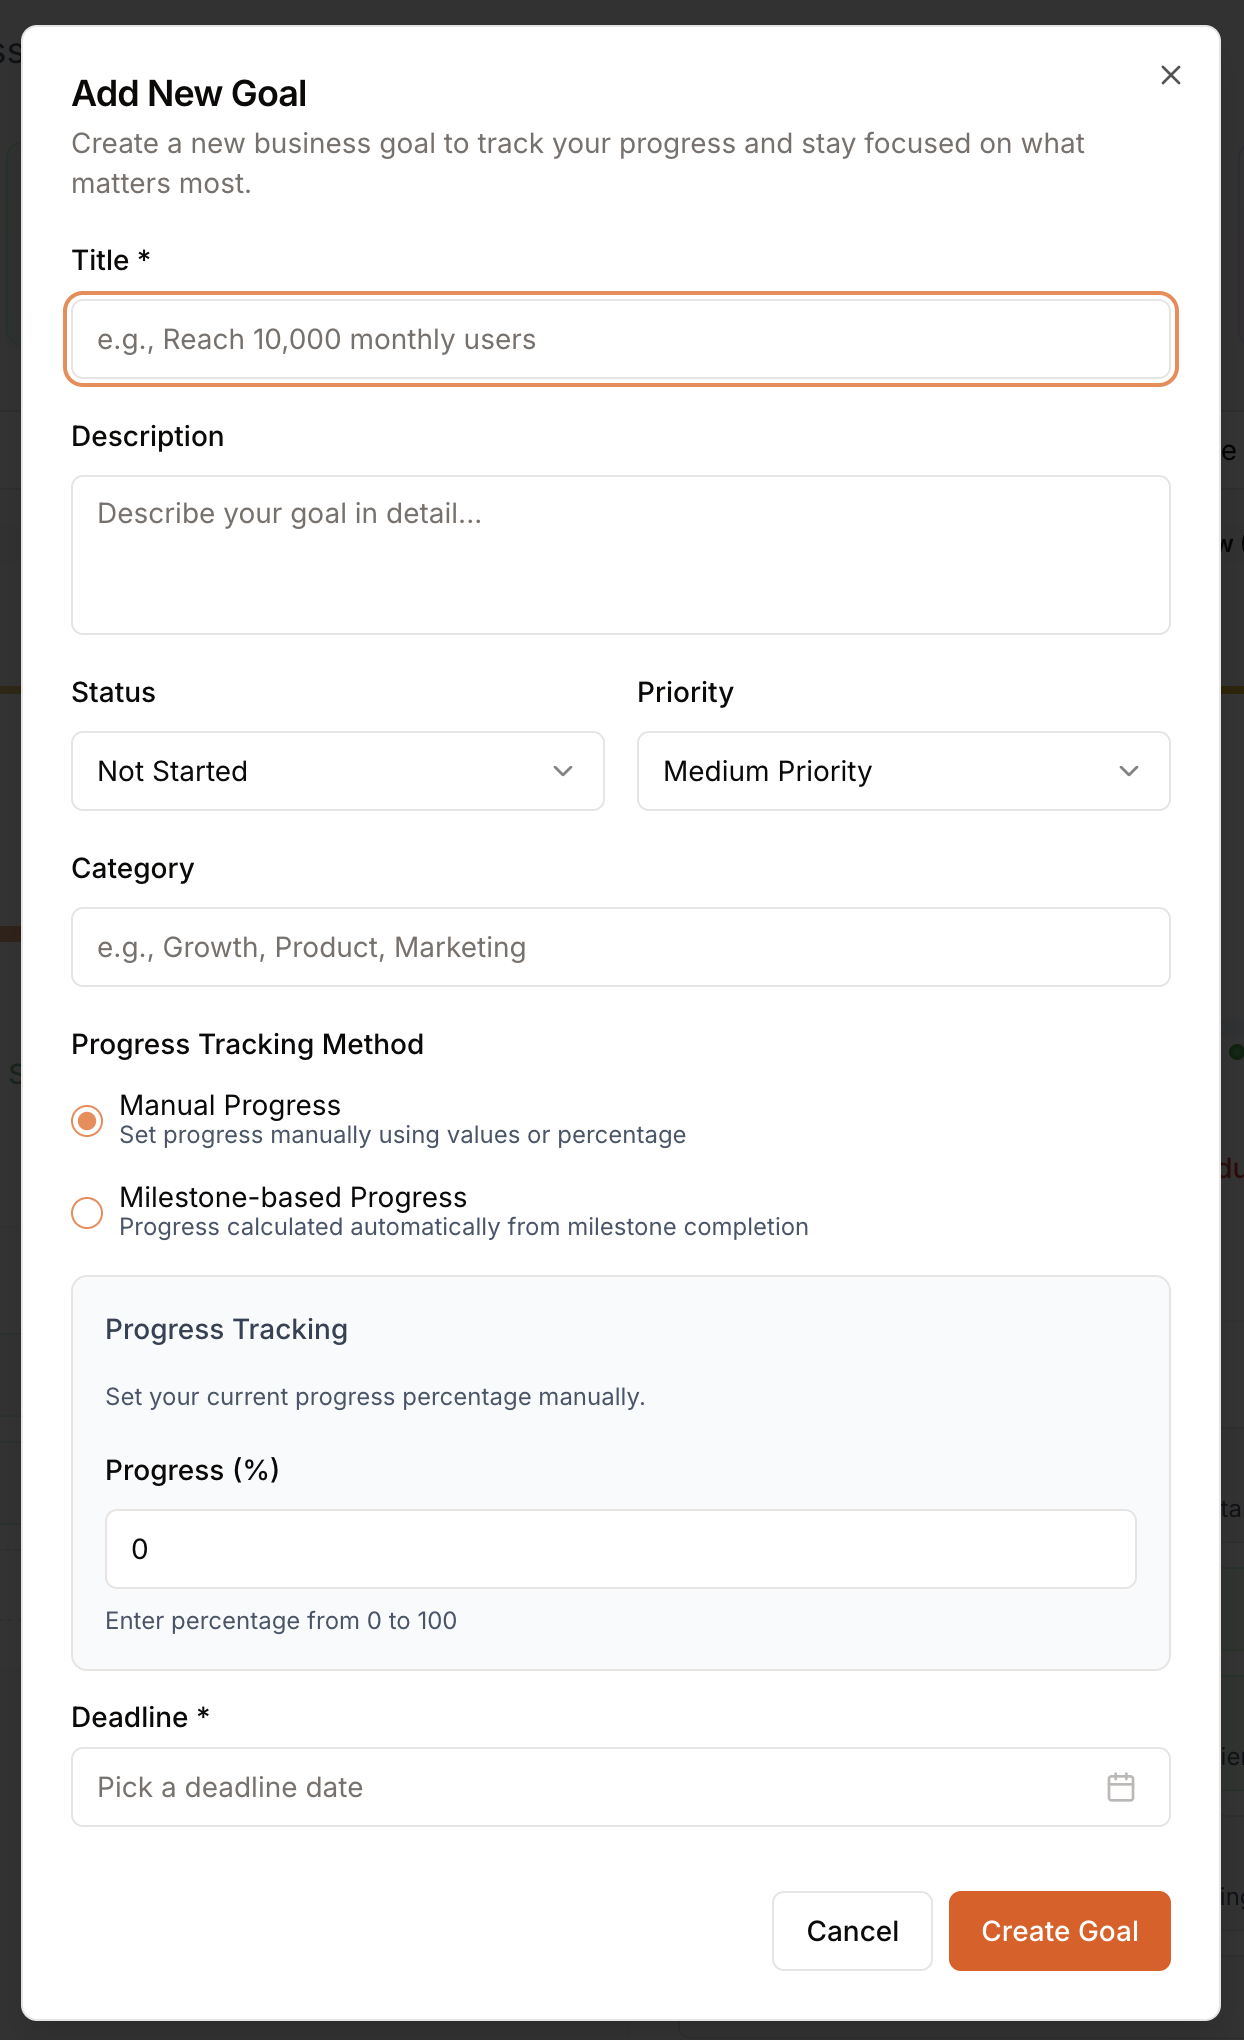 Add New Goal
Create a new business goal to track your progress and stay focused on what
matters most.
Title *
e.g., Reach 10,000 monthly users
Description
Describe your goal in detail...
Status
Priority
Not Started
Medium Priority
Category
e.g., Growth, Product, Marketing
Progress Tracking Method
Manual Progress
Set progress manually using values or percentage
Milestone-based Progress
Progress calculated automatically from milestone completion
Progress Tracking
Set your current progress percentage manually.
Progress (%)
0
Enter percentage from 0 to 100
Deadline *
Pick a deadline date
Cancel
Create Goal